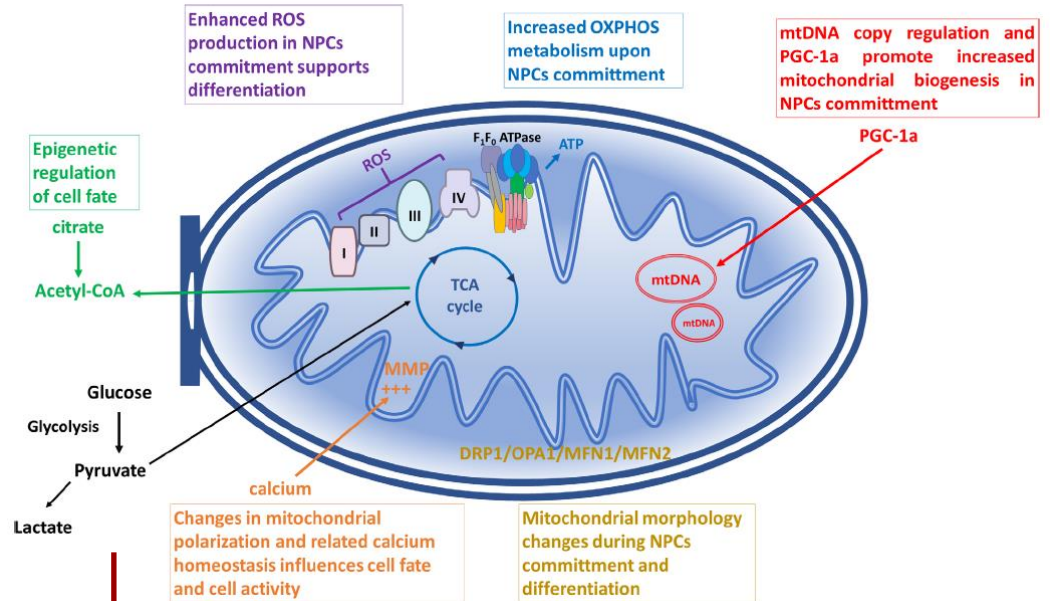 Enhanced ROS
production in NPCs
commitment supports
differentiation
Increased OXPHOS
metabolism upon
NPCs committment
mtDNA copy regulation and
PGC-1a promote increased
mitochondrial biogenesis in
NPCs committment
PGC-1a
Epigenetic
regulation
of cell fate
citrate
Acetyl-CoA
ROS
I
II
III
IV
F₁F₀ ATPase
ATP
TCA
cycle
mtDNA
mtDNA
MMP
+++
Glucose
Glycolysis
Pyruvate
Lactate
calcium
DRP1/OPA1/MFN1/MFN2
Changes in mitochondrial
polarization and related calcium
homeostasis influences cell fate
and cell activity
Mitochondrial morphology
changes during NPCs
committment and
differentiation